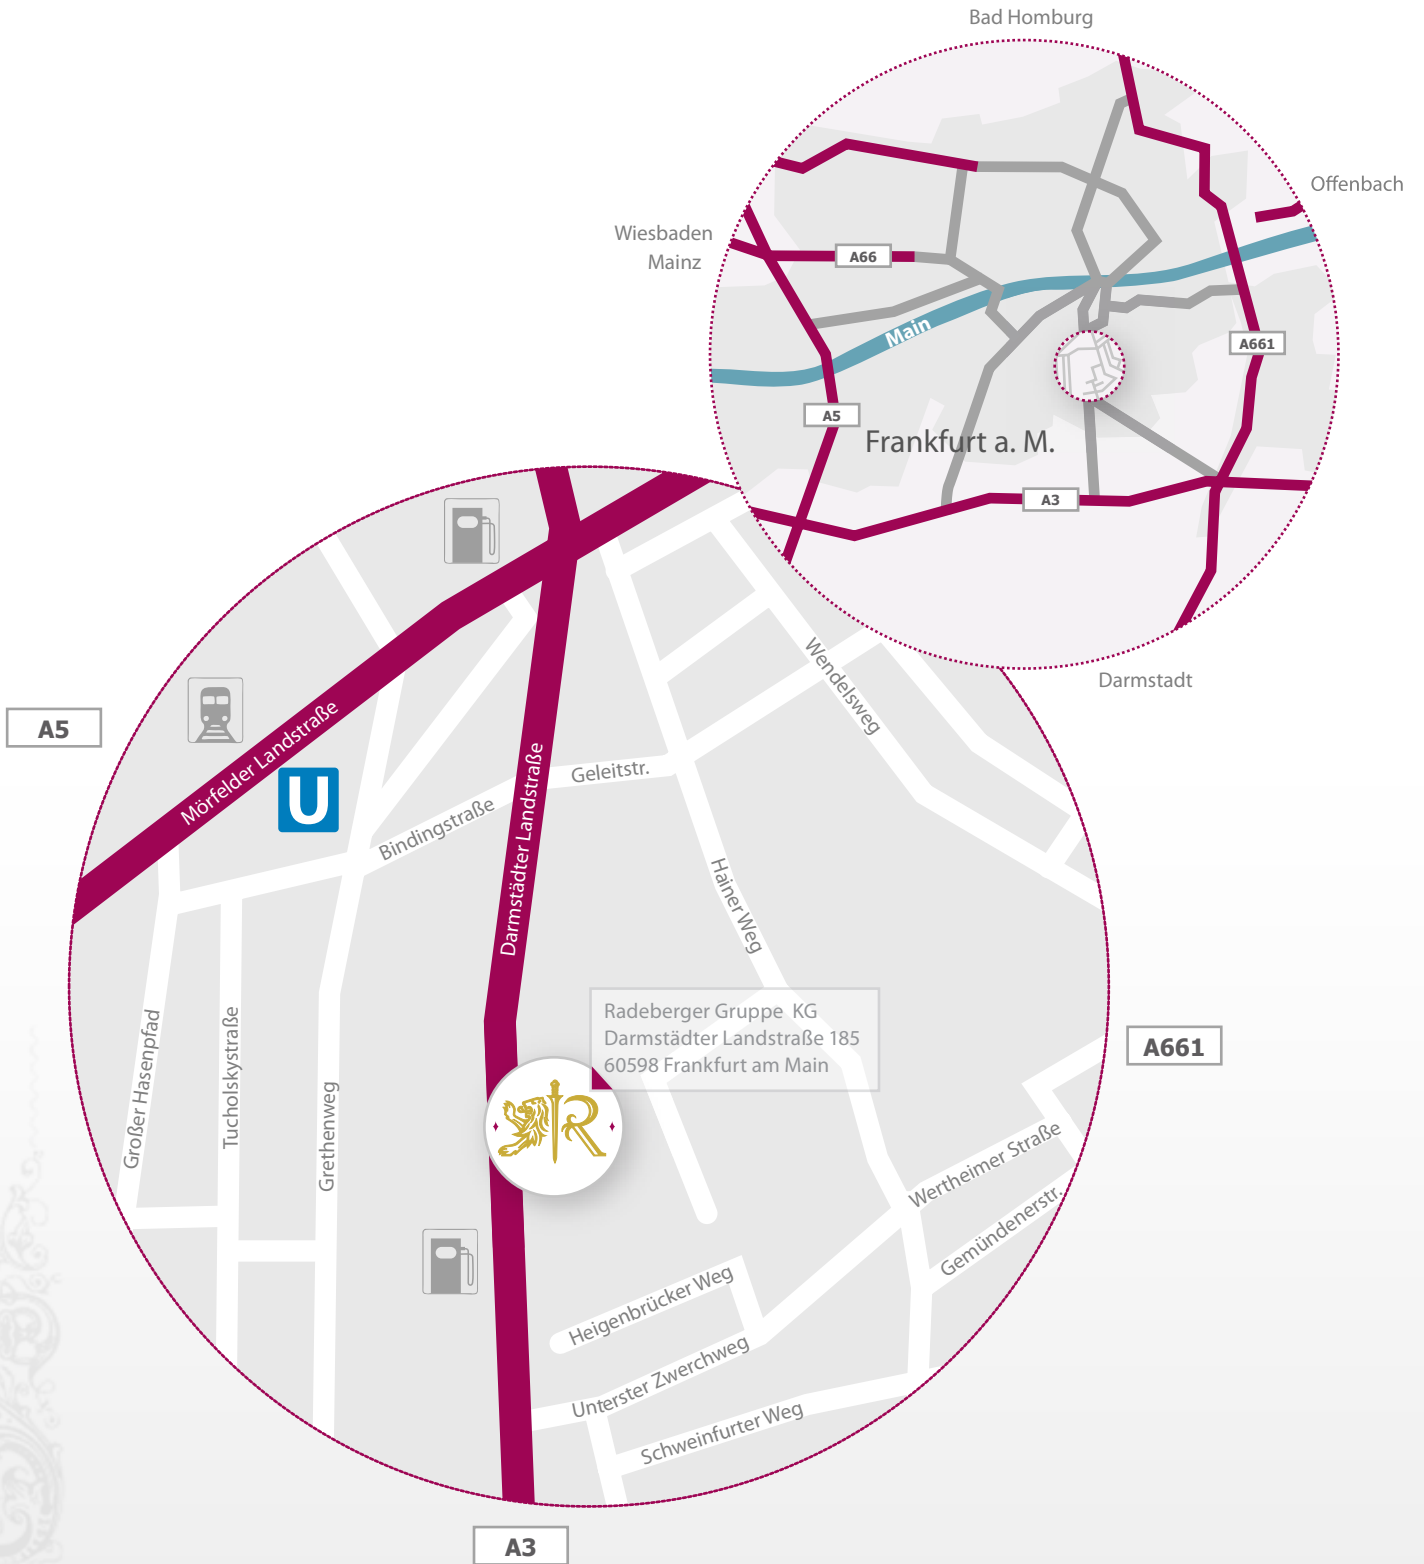 Bad Homburg
Offenbach
Wiesbaden
Mainz
A66
Main
A661
A5
Frankfurt a. M.
A3
Darmstadt
A5
Mörfelder Landstraße
U
Wendelsweg
Geleitstr.
Bindingstraße
Darmstädter Landstraße
Hainer Weg
Radeberger Gruppe KG
Darmstädter Landstraße 185
60598 Frankfurt am Main
A661
Großer Hasenpfad
Tucholskystraße
Grethenweg
R
Wertheimer Straße
Gemündenerstr.
Heigenbrücker Weg
Unterster Zwerchweg
Schweinfurter Weg
A3